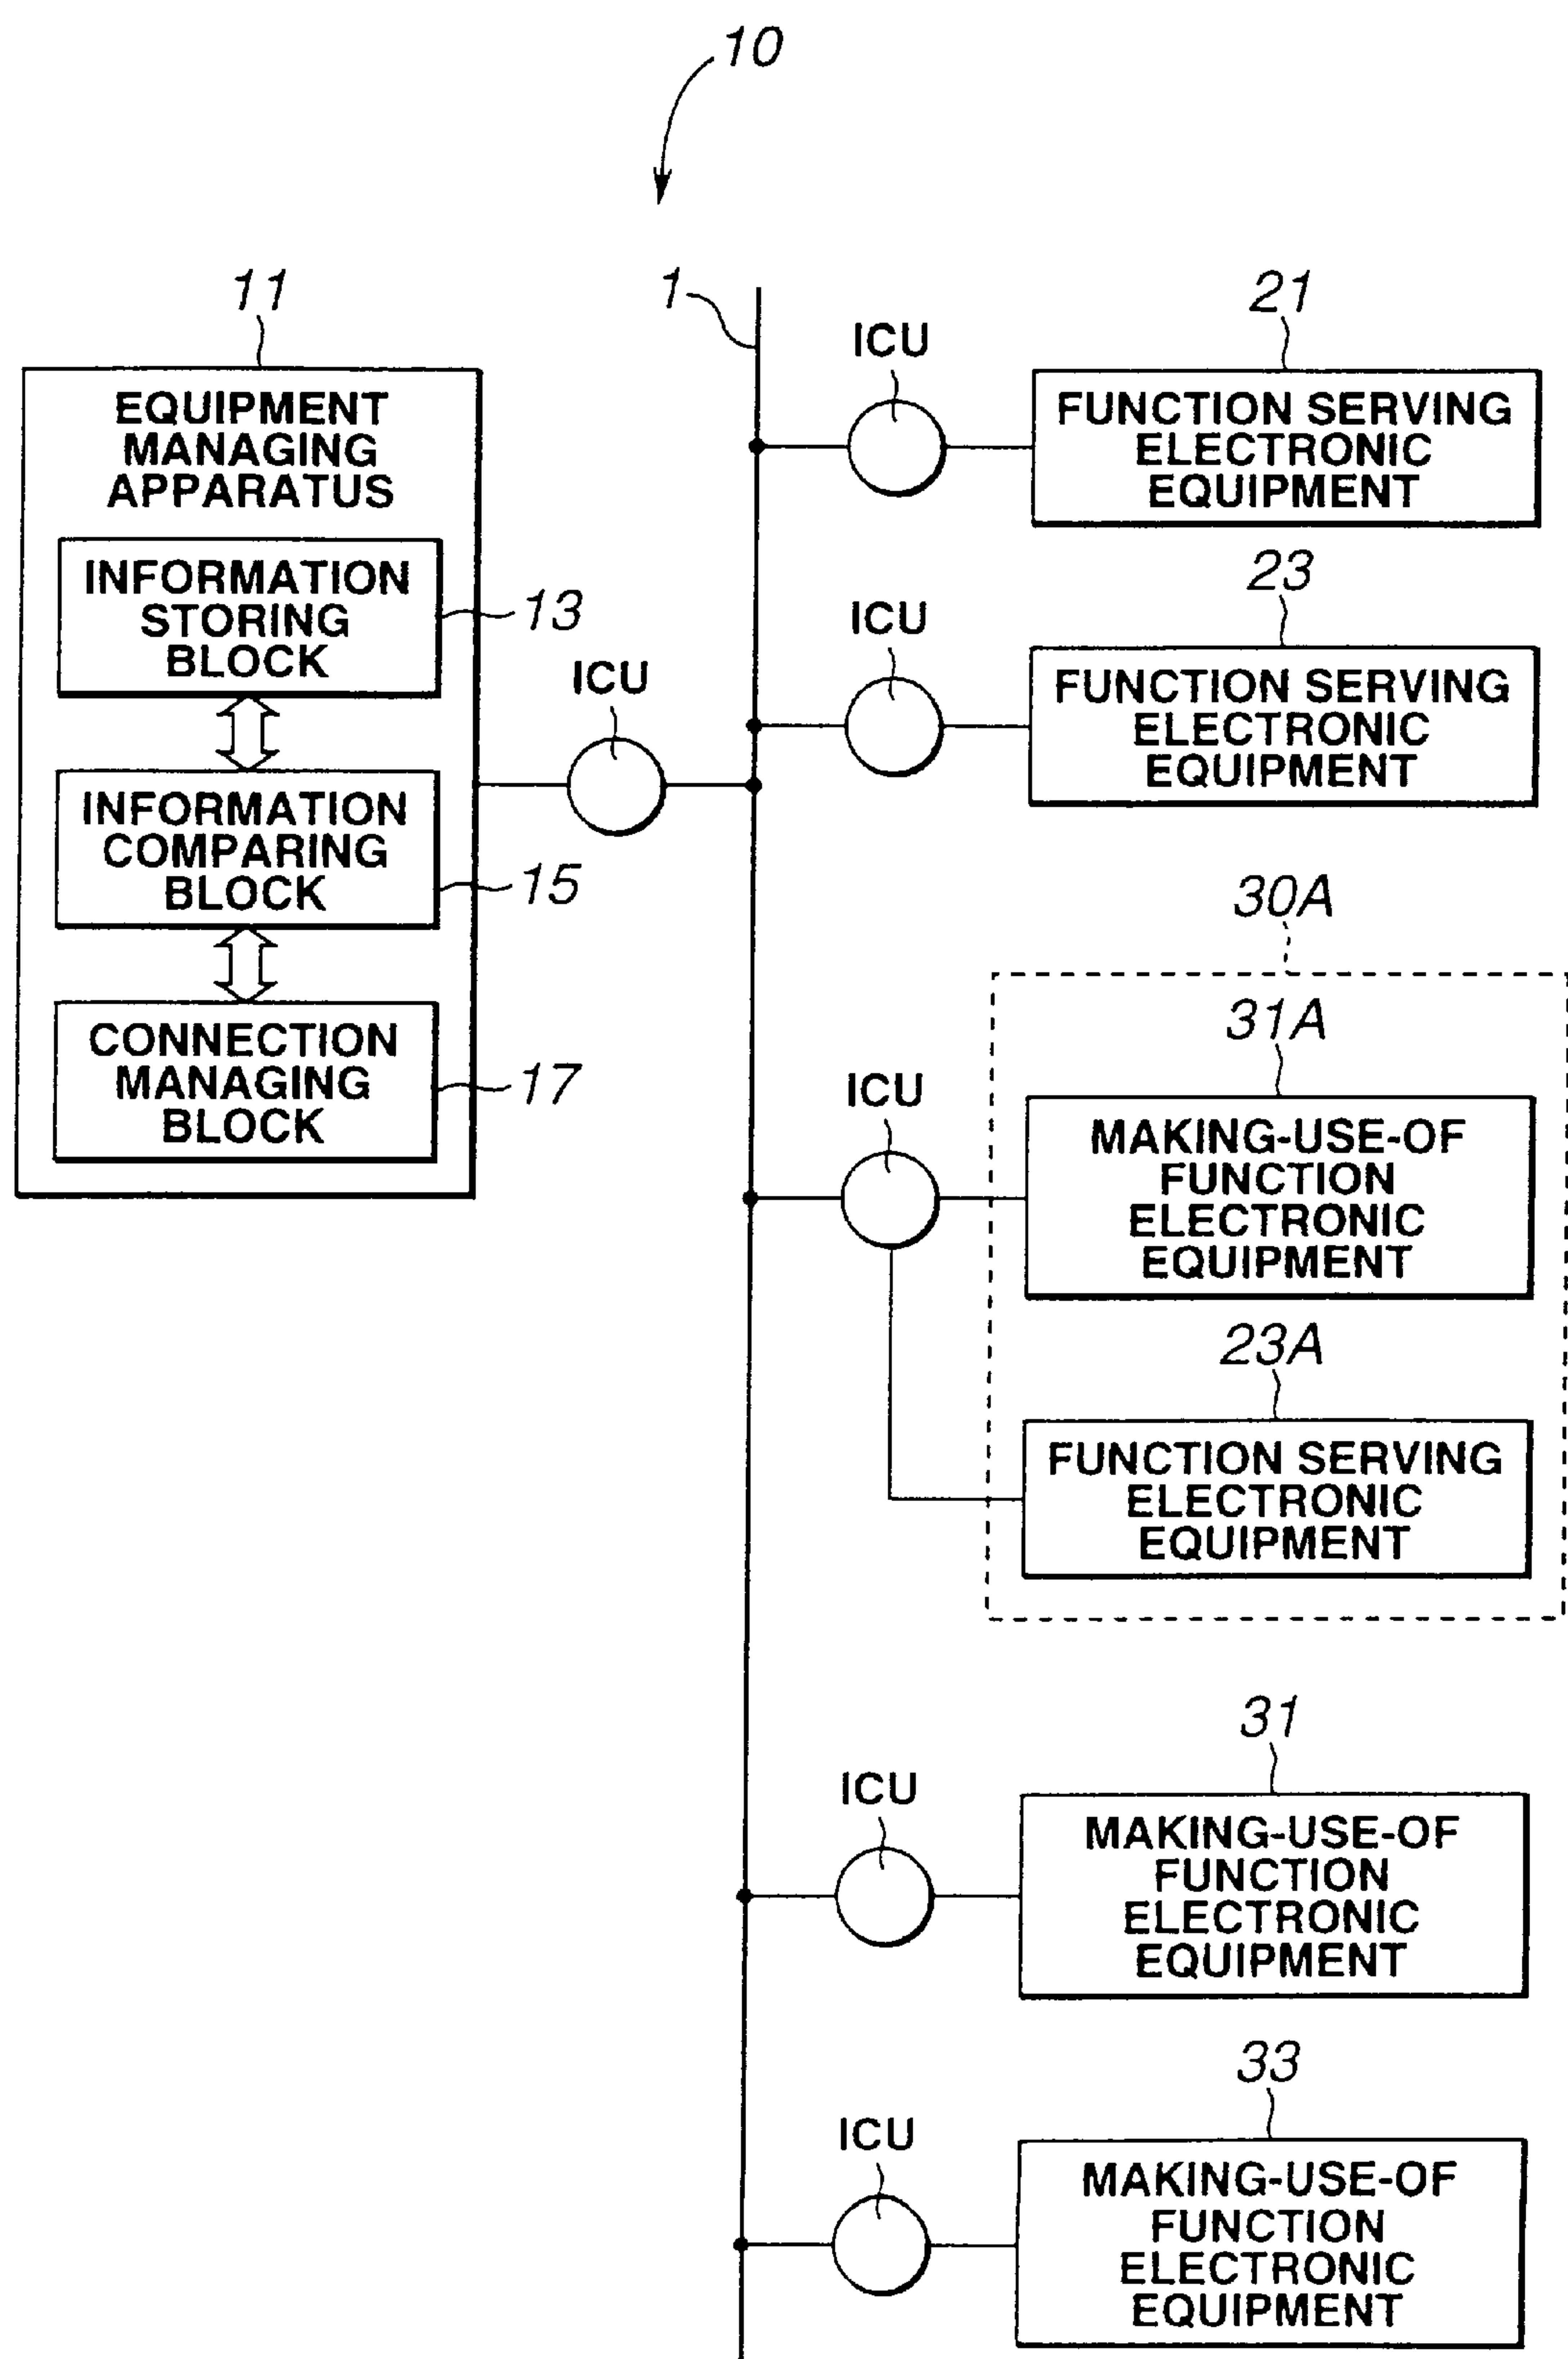 10
11
EQUIPMENT
MANAGING
APPARATUS
INFORMATION
STORING
BLOCK
13
INFORMATION
COMPARING
BLOCK
15
CONNECTION
MANAGING
BLOCK
17
ICU
1
ICU
21
FUNCTION SERVING
ELECTRONIC
EQUIPMENT
ICU
23
FUNCTION SERVING
ELECTRONIC
EQUIPMENT
30A
ICU
31A
MAKING-USE-OF
FUNCTION
ELECTRONIC
EQUIPMENT
23A
FUNCTION SERVING
ELECTRONIC
EQUIPMENT
ICU
31
MAKING-USE-OF
FUNCTION
ELECTRONIC
EQUIPMENT
ICU
33
MAKING-USE-OF
FUNCTION
ELECTRONIC
EQUIPMENT